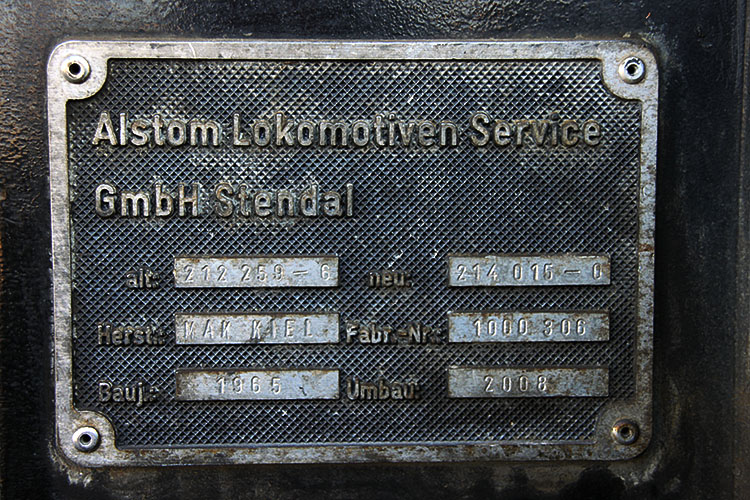 Alstom Lokomotiven Service
GmbH Stendal
alt: 212 259-6 neu: 214 015-0
Herst.: MAK KIEL Fabr.-Nr.: 1000 306
Bauj.: 1965 Umbau: 2008